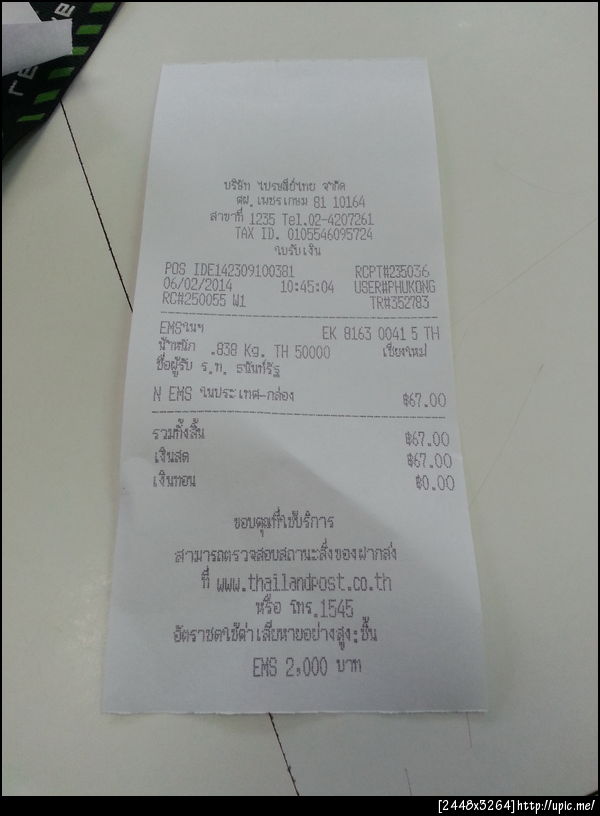 บริษัท ไปรษณีย์ไทย จำกัด
ศฝ.เพชรเกษม 81 10164
สาขาที่ 1235 Tel.02-4207261
TAX ID. 0105546095724
ใบรับเงิน
POS IDE142309100381 RCPT#235036
06/02/2014 10:45:04 USER#PHUKONG
RC#250055 W1 TR#352783
EMSในฯ EK 8163 0041 5 TH
น้ำหนัก .838 Kg. TH 50000 เชียงใหม่
ชื่อผู้รับ ร.ท. ธนันท์รัฐ
N EMS ในประเทศ-กล่อง ฿67.00
รวมทั้งสิ้น ฿67.00
เงินสด ฿67.00
เงินทอน ฿0.00
ขอบคุณที่ใช้บริการ
สามารถตรวจสอบสถานะสิ่งของฝากส่ง
ที่ www.thailandpost.co.th
หรือ โทร.1545
อัตราชดใช้ค่าเสียหายอย่างสูง:ชิ้น
EMS 2,000 บาท
[2448x3264]http://upic.me/